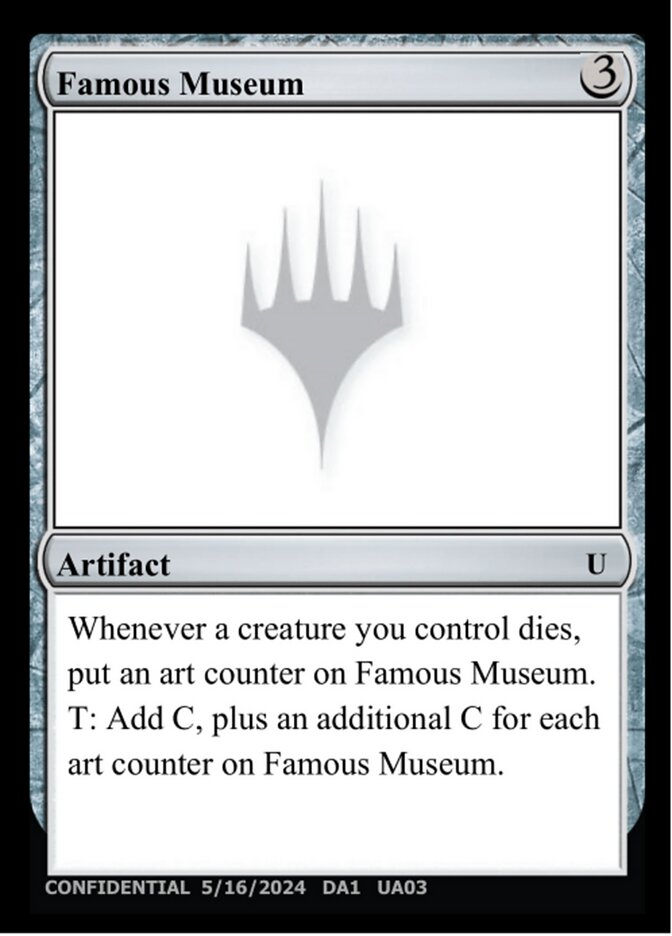 Famous Museum 3
Artifact U
Whenever a creature you control dies,
put an art counter on Famous Museum.
T: Add C, plus an additional C for each
art counter on Famous Museum.
CONFIDENTIAL 5/16/2024 DA1 UA03